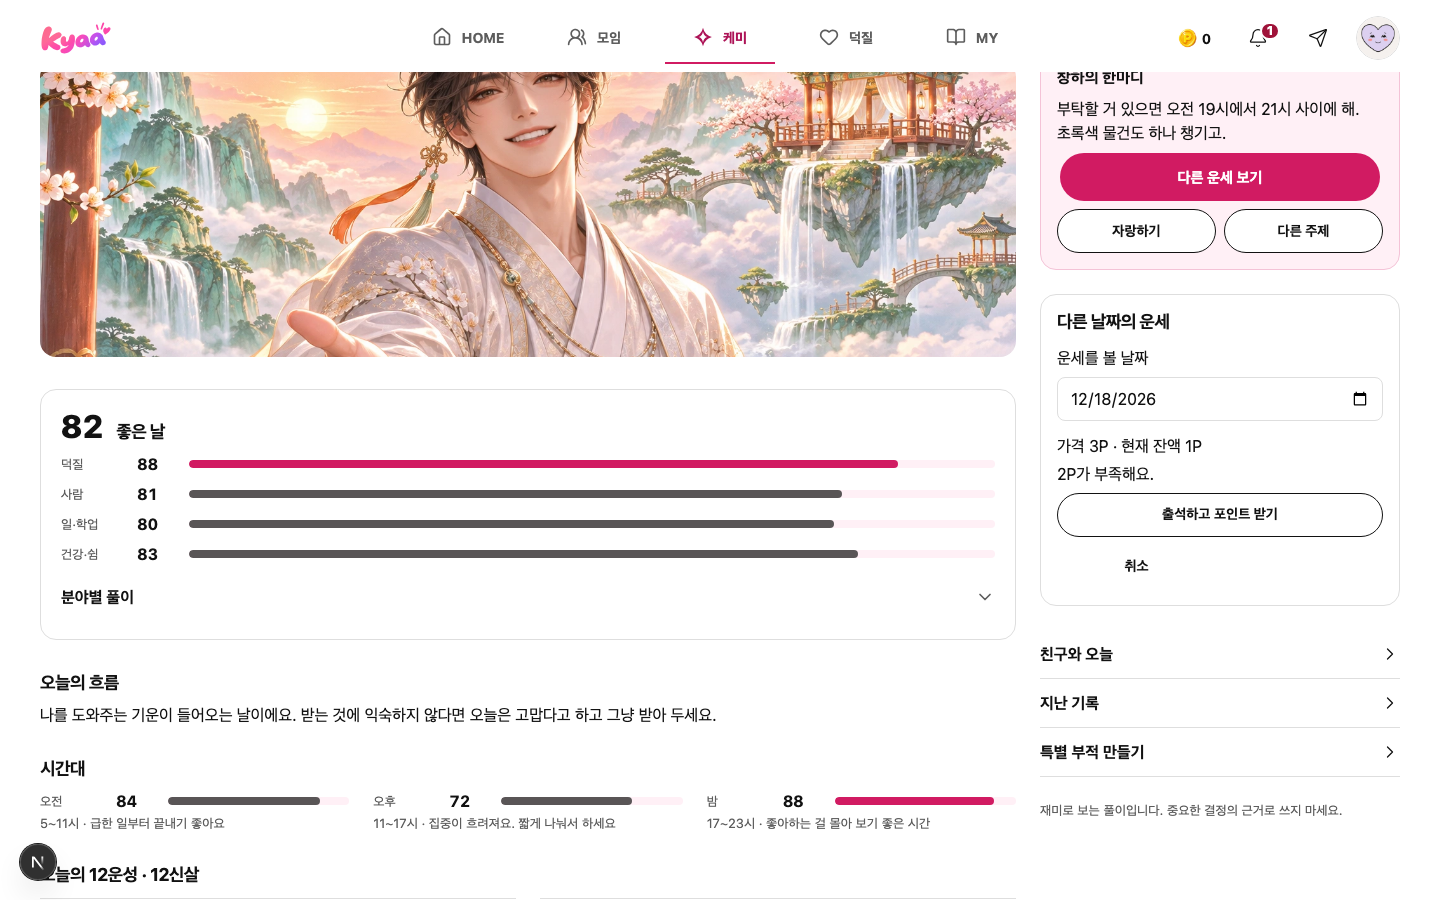 kyaa
HOME
모임
케미
덕질
MY
0
1
창하의 한마디
부탁할 거 있으면 오전 19시에서 21시 사이에 해.
초록색 물건도 하나 챙기고.
다른 운세 보기
자랑하기
다른 주제
82 좋은 날
덕질 88
사람 81
일·학업 80
건강·쉼 83
분야별 풀이
오늘의 흐름
나를 도와주는 기운이 들어오는 날이에요. 받는 것에 익숙하지 않다면 오늘은 고맙다고 하고 그냥 받아 두세요.
시간대
오전 84
5~11시 · 급한 일부터 끝내기 좋아요
오후 72
11~17시 · 집중이 흐려져요. 짧게 나눠서 하세요
밤 88
17~23시 · 좋아하는 걸 몰아 보기 좋은 시간
N
오늘의 12운성 · 12신살
다른 날짜의 운세
운세를 볼 날짜
12/18/2026
가격 3P · 현재 잔액 1P
2P가 부족해요.
출석하고 포인트 받기
취소
친구와 오늘
지난 기록
특별 부적 만들기
재미로 보는 풀이입니다. 중요한 결정의 근거로 쓰지 마세요.